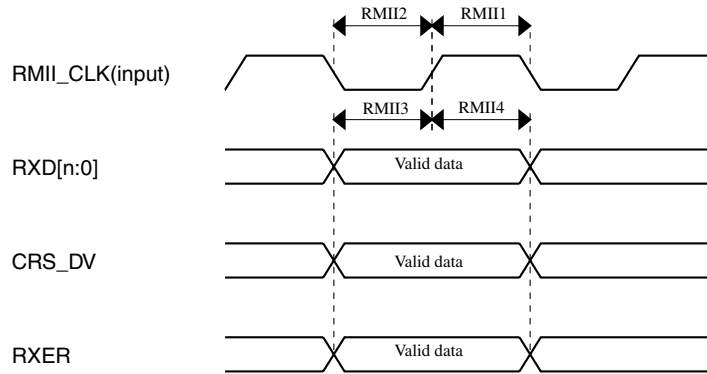 RMII2 RMII1
RMII_CLK(input)
RMII3 RMII4
RXD[n:0] Valid data
CRS_DV Valid data
RXER Valid data